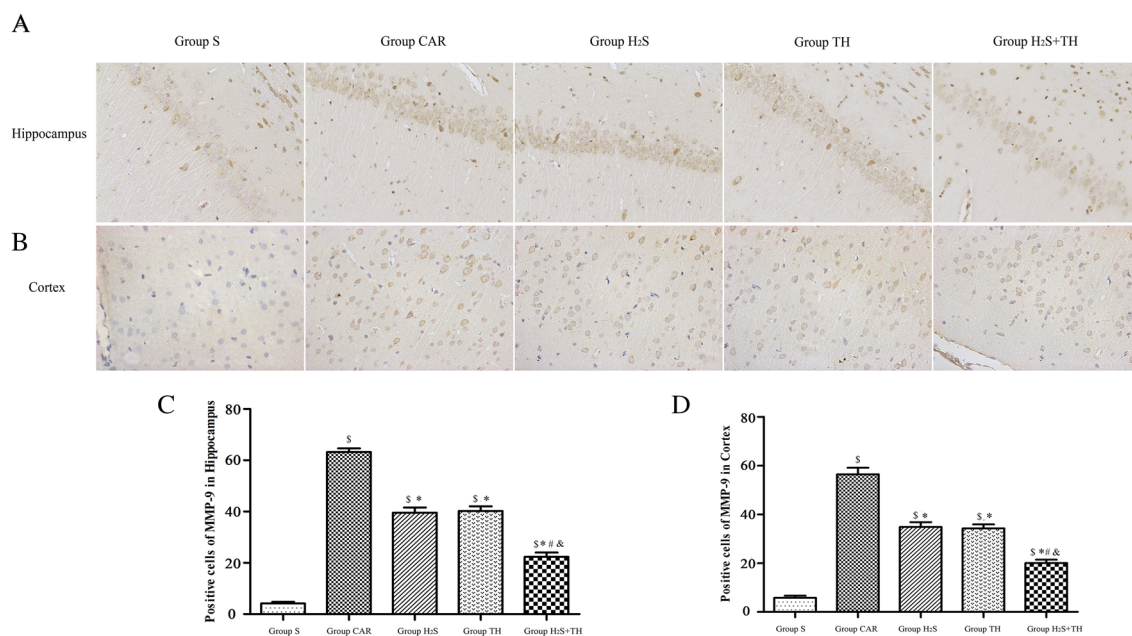 A
Group S
Group CAR
Group H₂S
Group TH
Group H₂S+TH
Hippocampus
B
Cortex
C
Positive cells of MMP-9 in Hippocampus
80
60
40
20
0
$
$ *
$ *
$ * # &
Group S
Group CAR
Group H₂S
Group TH
Group H₂S+TH
D
Positive cells of MMP-9 in Cortex
80
60
40
20
0
$
$ *
$ *
$ *# &
Group S
Group CAR
Group H₂S
Group TH
Group H₂S+TH